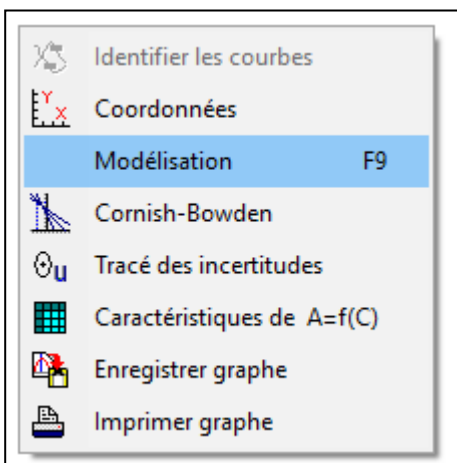 Identifier les courbes
Y X Coordonnées
Modélisation F9
Cornish-Bowden
u Tracé des incertitudes
Caractéristiques de A=f(C)
Enregistrer graphe
Imprimer graphe